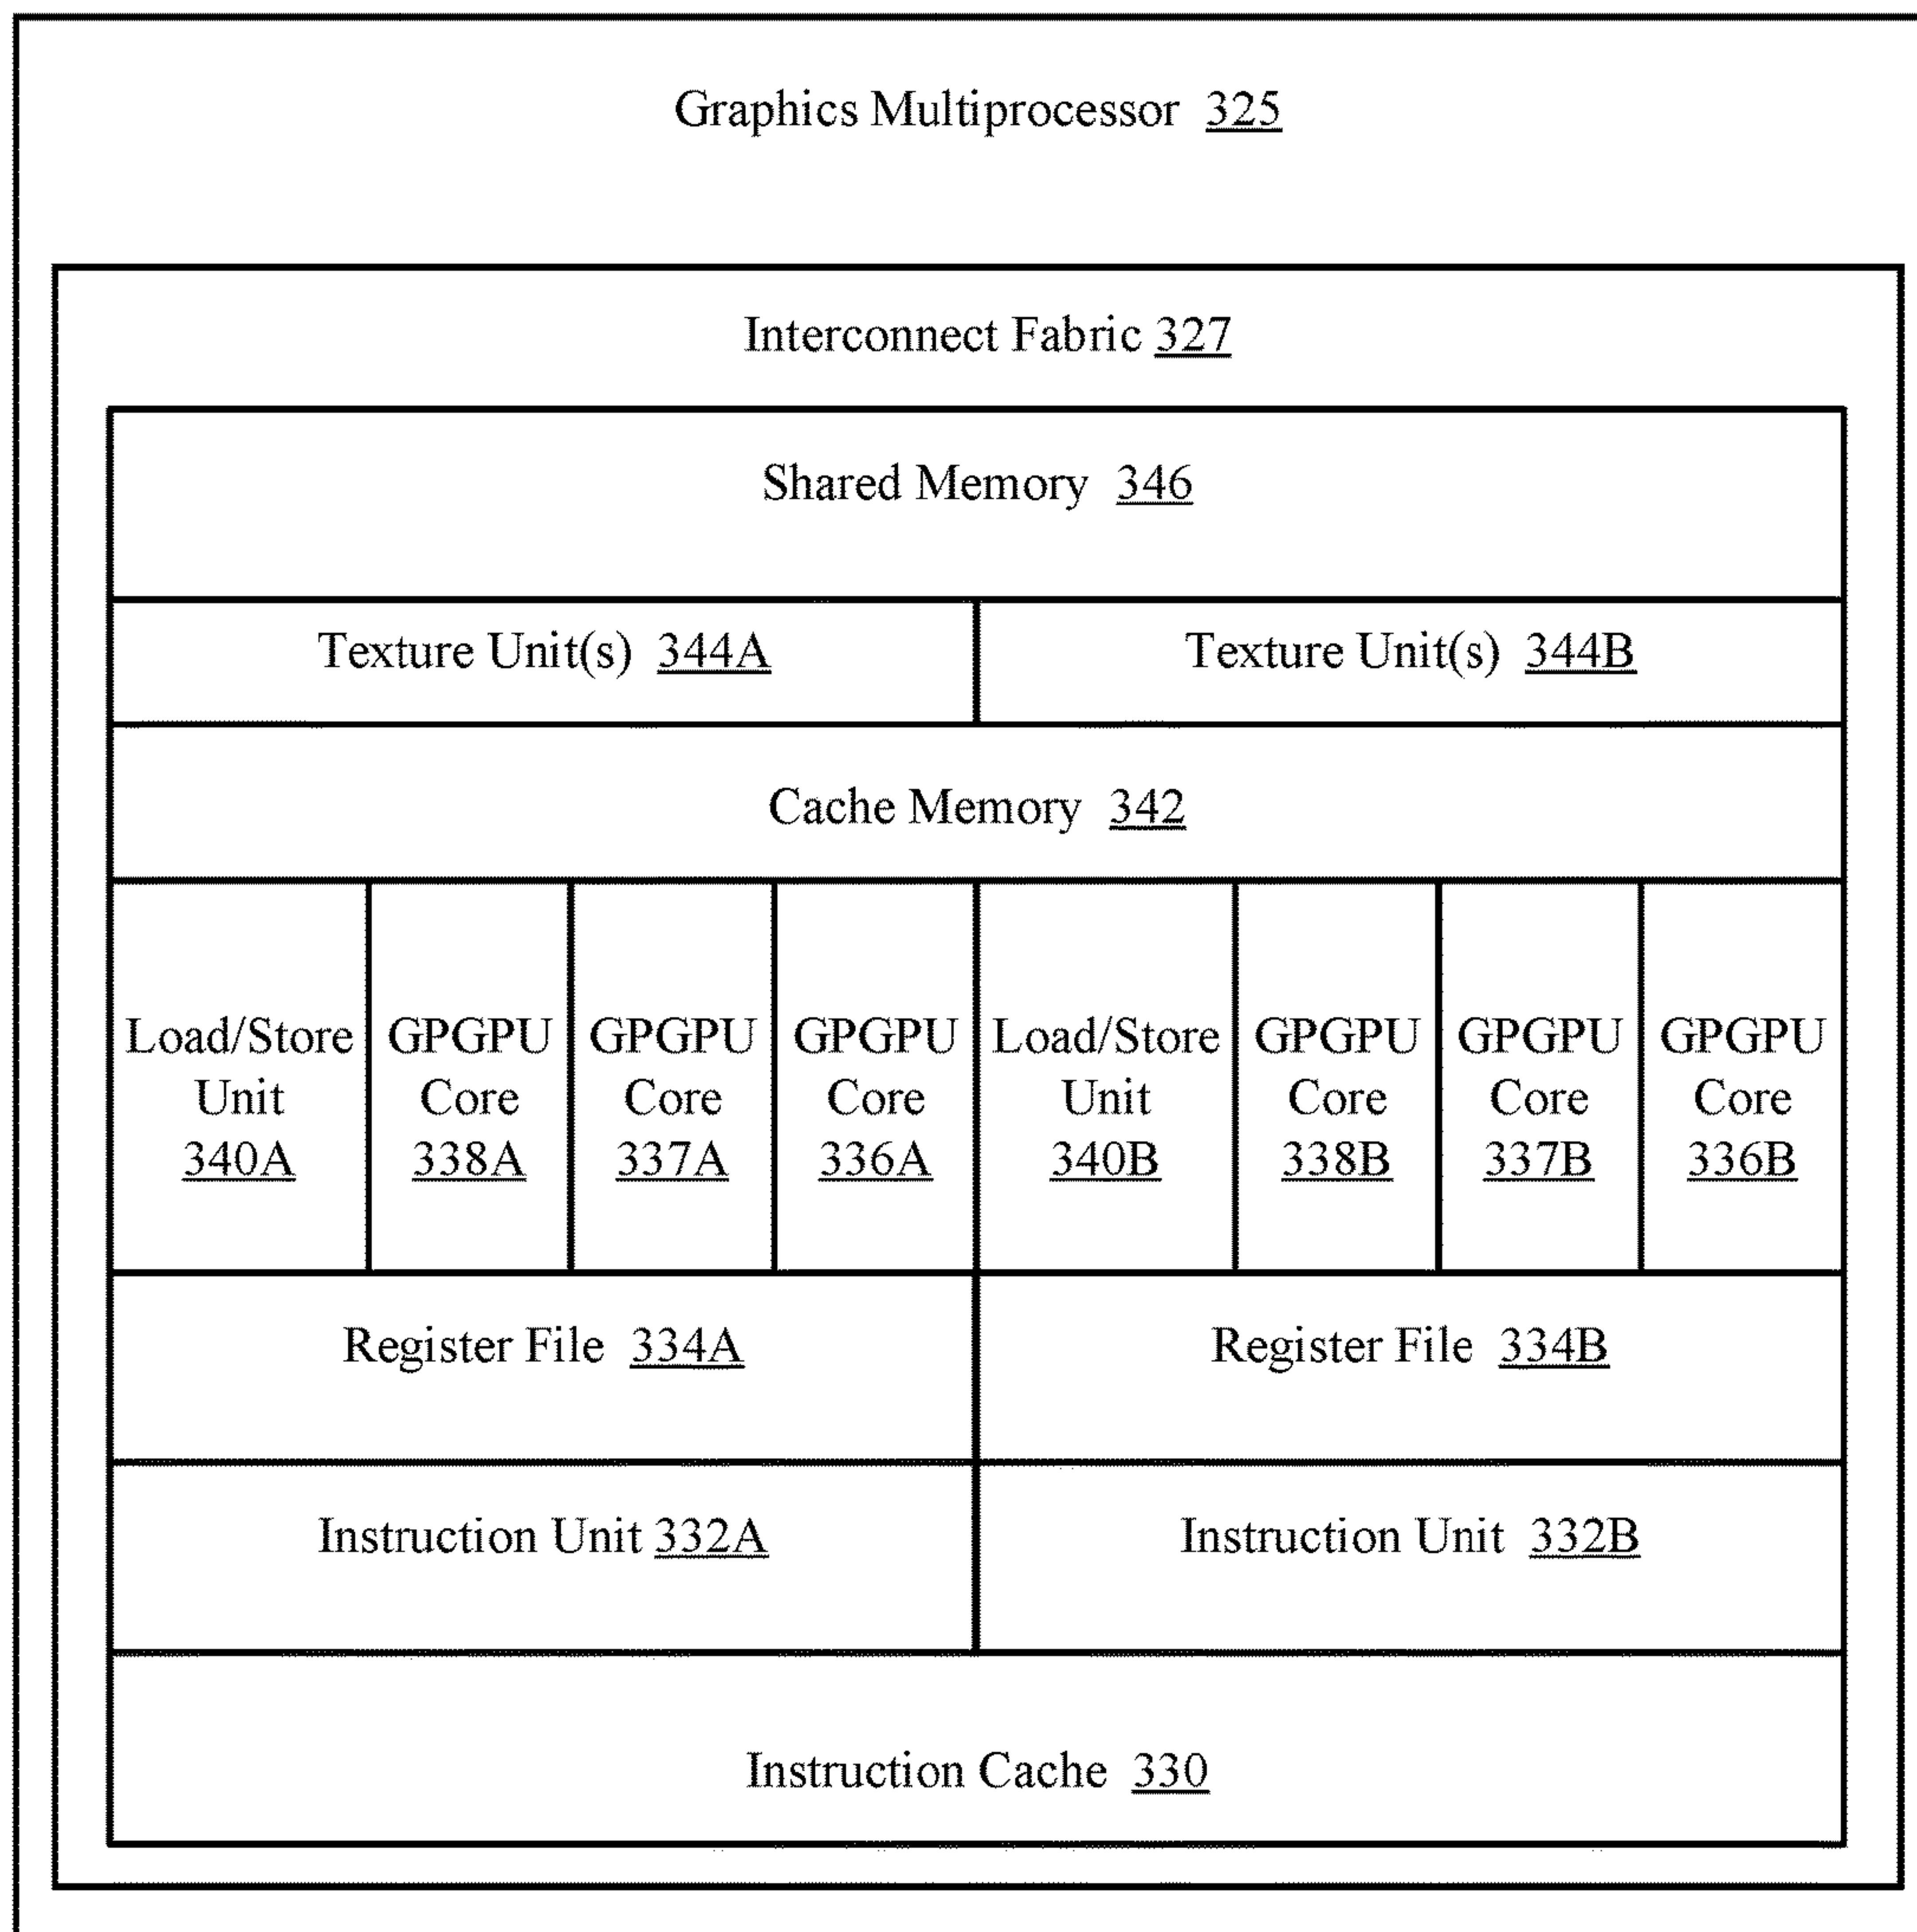 Graphics Multiprocessor 325
Interconnect Fabric 327
Shared Memory 346
Texture Unit(s) 344A
Texture Unit(s) 344B
Cache Memory 342
Load/Store
Unit
340A
GPGPU
Core
338A
GPGPU
Core
337A
GPGPU
Core
336A
Load/Store
Unit
340B
GPGPU
Core
338B
GPGPU
Core
337B
GPGPU
Core
336B
Register File 334A
Register File 334B
Instruction Unit 332A
Instruction Unit 332B
Instruction Cache 330